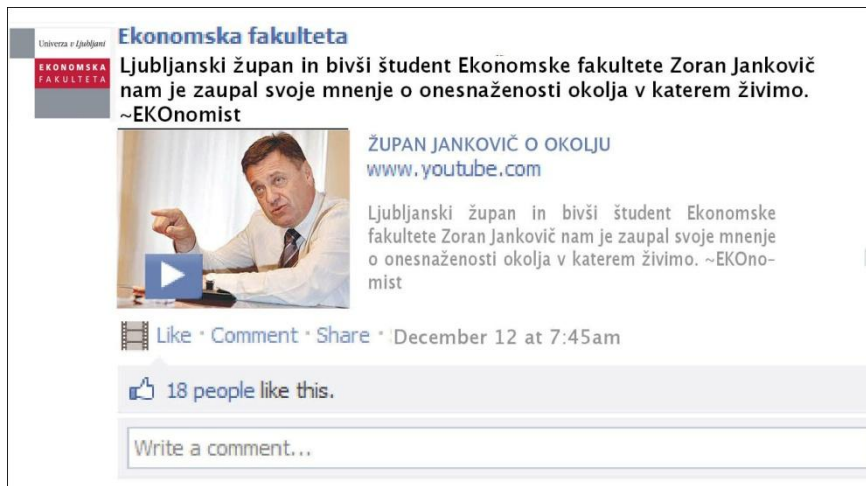 Univerza v Ljubljani
EKONOMSKA
FAKULTETA
Ekonomska fakulteta
Ljubljanski župan in bivši študent Ekonomske fakultete Zoran Jankovič
nam je zaupal svoje mnenje o onesnaženosti okolja v katerem živimo.
~EKOnomist
ŽUPAN JANKOVIČ O OKOLJU
www.youtube.com
Ljubljanski župan in bivši študent Ekonomske
fakultete Zoran Jankovič nam je zaupal svoje mnenje
o onesnaženosti okolja v katerem živimo. ~EKOno-
mist
Like · Comment · Share · December 12 at 7:45am
18 people like this.
Write a comment...